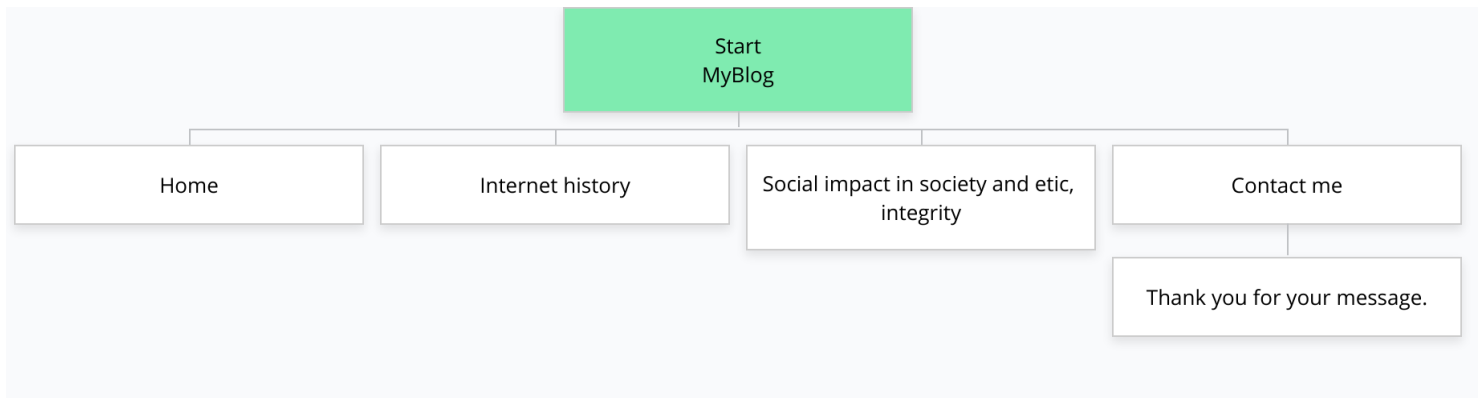 Start
MyBlog
Home
Internet history
Social impact in society and etic,
integrity
Contact me
Thank you for your message.